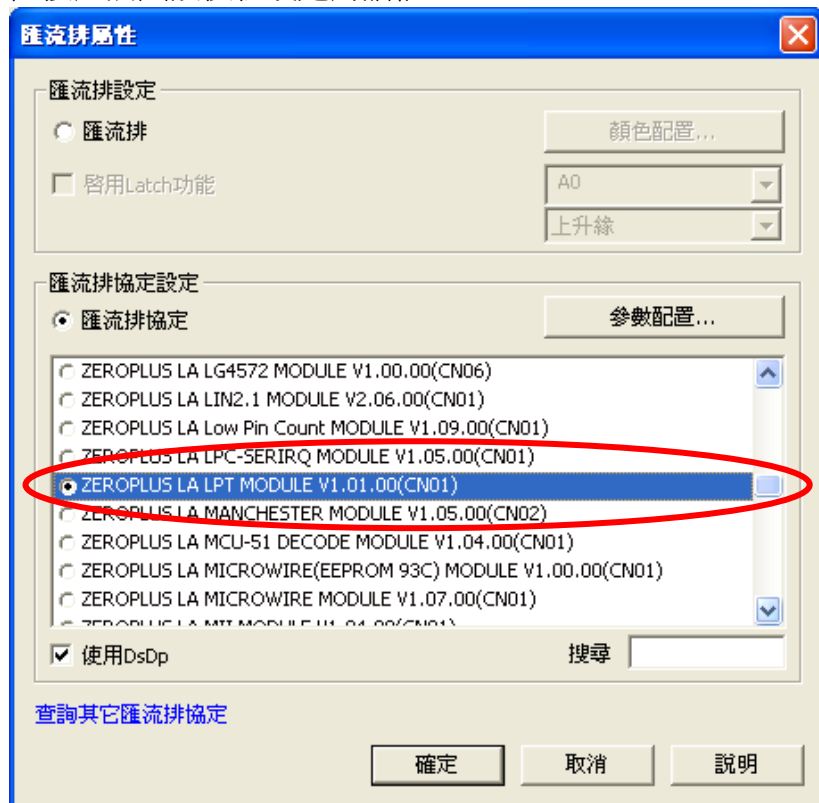 匯流排屬性
匯流排設定
匯流排
顏色配置...
啓用Latch功能
A0
上升緣
匯流排協定設定
匯流排協定
參數配置...
ZEROPLUS LA LG4572 MODULE V1.00.00(CN06)
ZEROPLUS LA LIN2.1 MODULE V2.06.00(CN01)
ZEROPLUS LA Low Pin Count MODULE V1.09.00(CN01)
ZEROPLUS LA LPC-SERIRQ MODULE V1.05.00(CN01)
ZEROPLUS LA LPT MODULE V1.01.00(CN01)
ZEROPLUS LA MANCHESTER MODULE V1.05.00(CN02)
ZEROPLUS LA MCU-51 DECODE MODULE V1.04.00(CN01)
ZEROPLUS LA MICROWIRE(EEPROM 93C) MODULE V1.00.00(CN01)
ZEROPLUS LA MICROWIRE MODULE V1.07.00(CN01)
使用DsDp
搜尋
查詢其它匯流排協定
確定
取消
說明